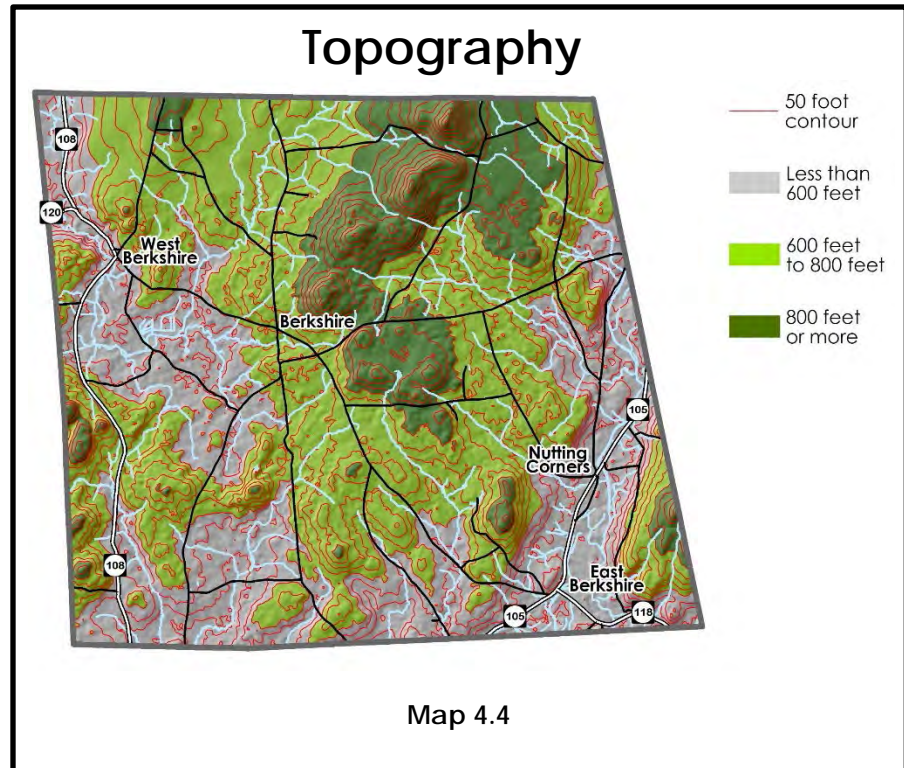 Topography
50 foot
contour
Less than
600 feet
600 feet
to 800 feet
800 feet
or more
108
120
West
Berkshire
Berkshire
105
Nutting
Corners
108
East
Berkshire
105
118
Map 4.4